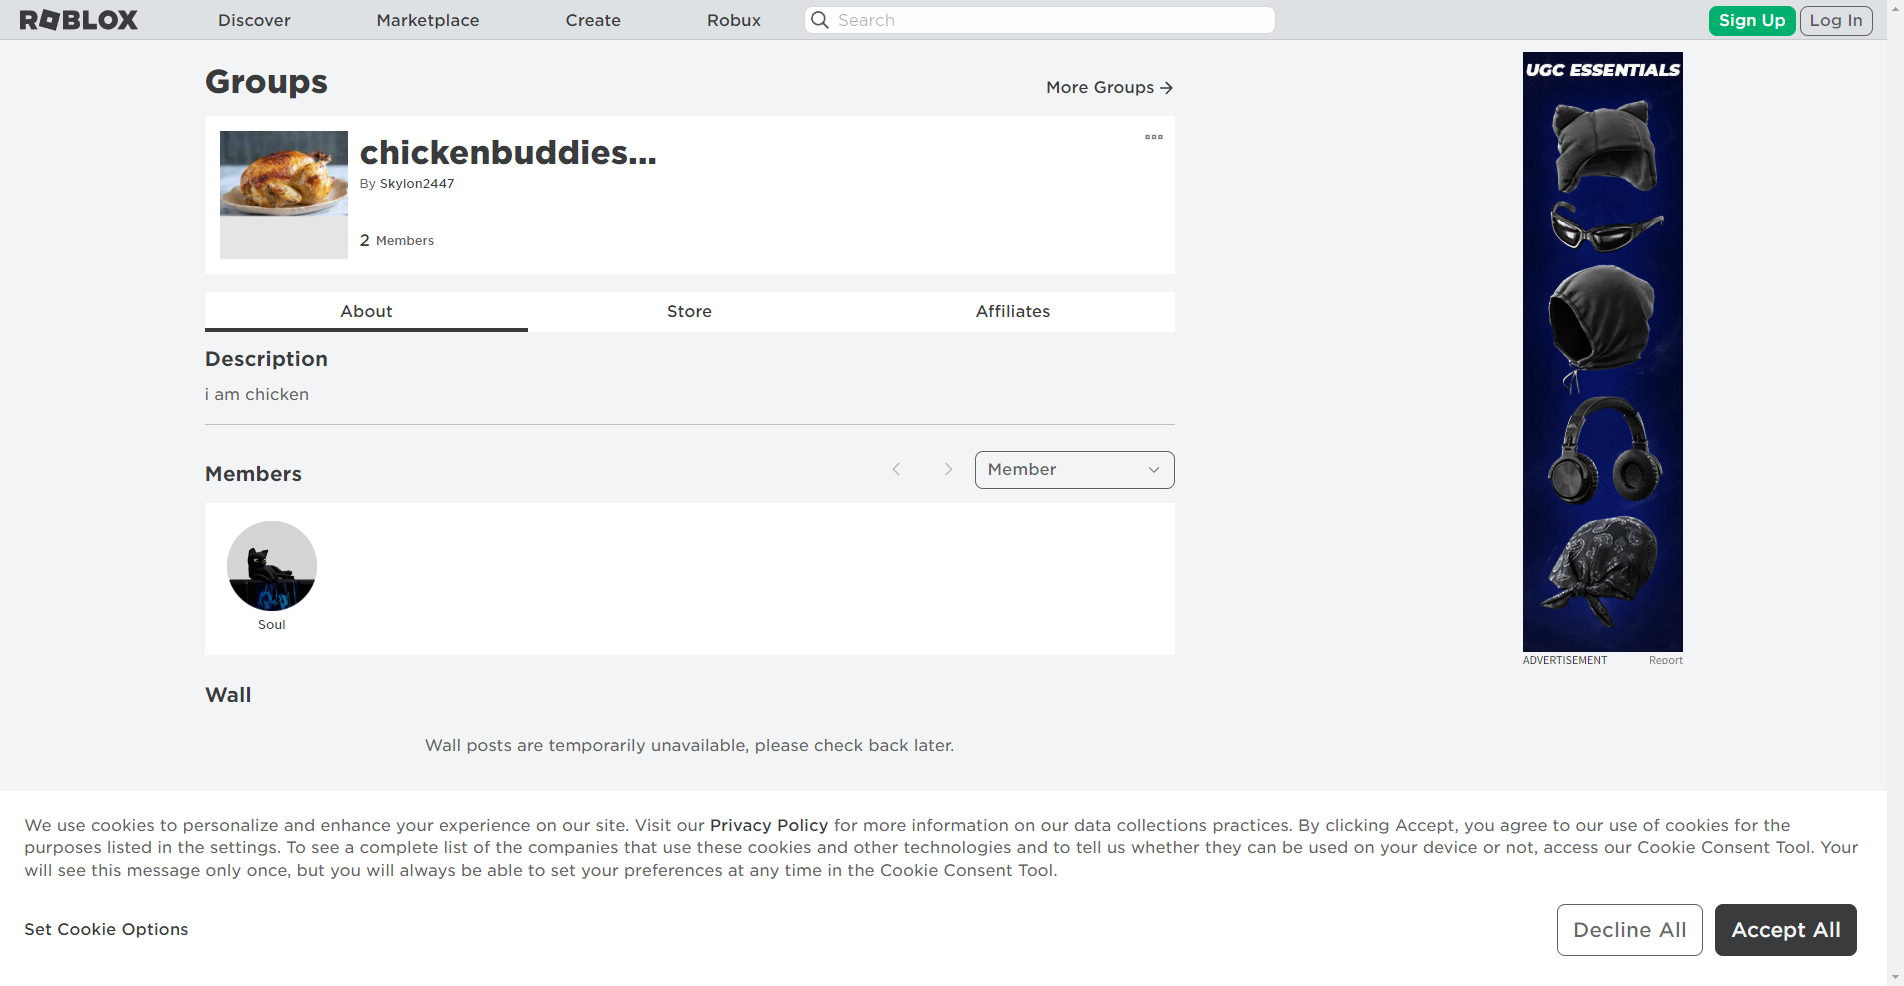 ROBLOX
Discover
Marketplace
Create
Robux
Search
Sign Up
Log In
Groups
More Groups
chickenbuddies...
By Skylon2447
2 Members
About
Store
Affiliates
Description
i am chicken
Members
Member
Soul
Wall
Wall posts are temporarily unavailable, please check back later.
UGC ESSENTIALS
ADVERTISEMENT
Report
We use cookies to personalize and enhance your experience on our site. Visit our Privacy Policy for more information on our data collections practices. By clicking Accept, you agree to our use of cookies for the
purposes listed in the settings. To see a complete list of the companies that use these cookies and other technologies and to tell us whether they can be used on your device or not, access our Cookie Consent Tool. Your
will see this message only once, but you will always be able to set your preferences at any time in the Cookie Consent Tool.
Set Cookie Options
Decline All
Accept All